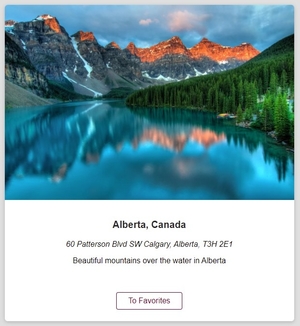 Alberta, Canada
60 Patterson Blvd SW Calgary, Alberta, T3H 2E1
Beautiful mountains over the water in Alberta
To Favorites